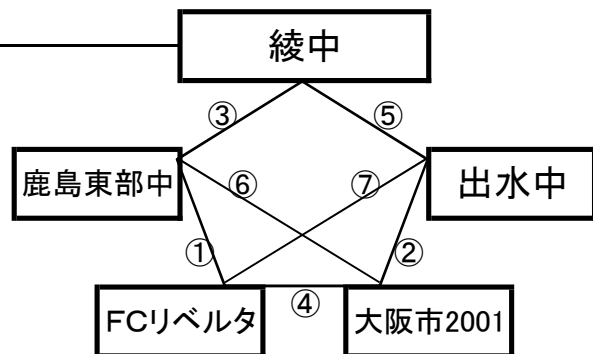 綾中
③
⑤
鹿島東部中
⑥
⑦
出水中
①
②
FCリベルタ
④
大阪市2001